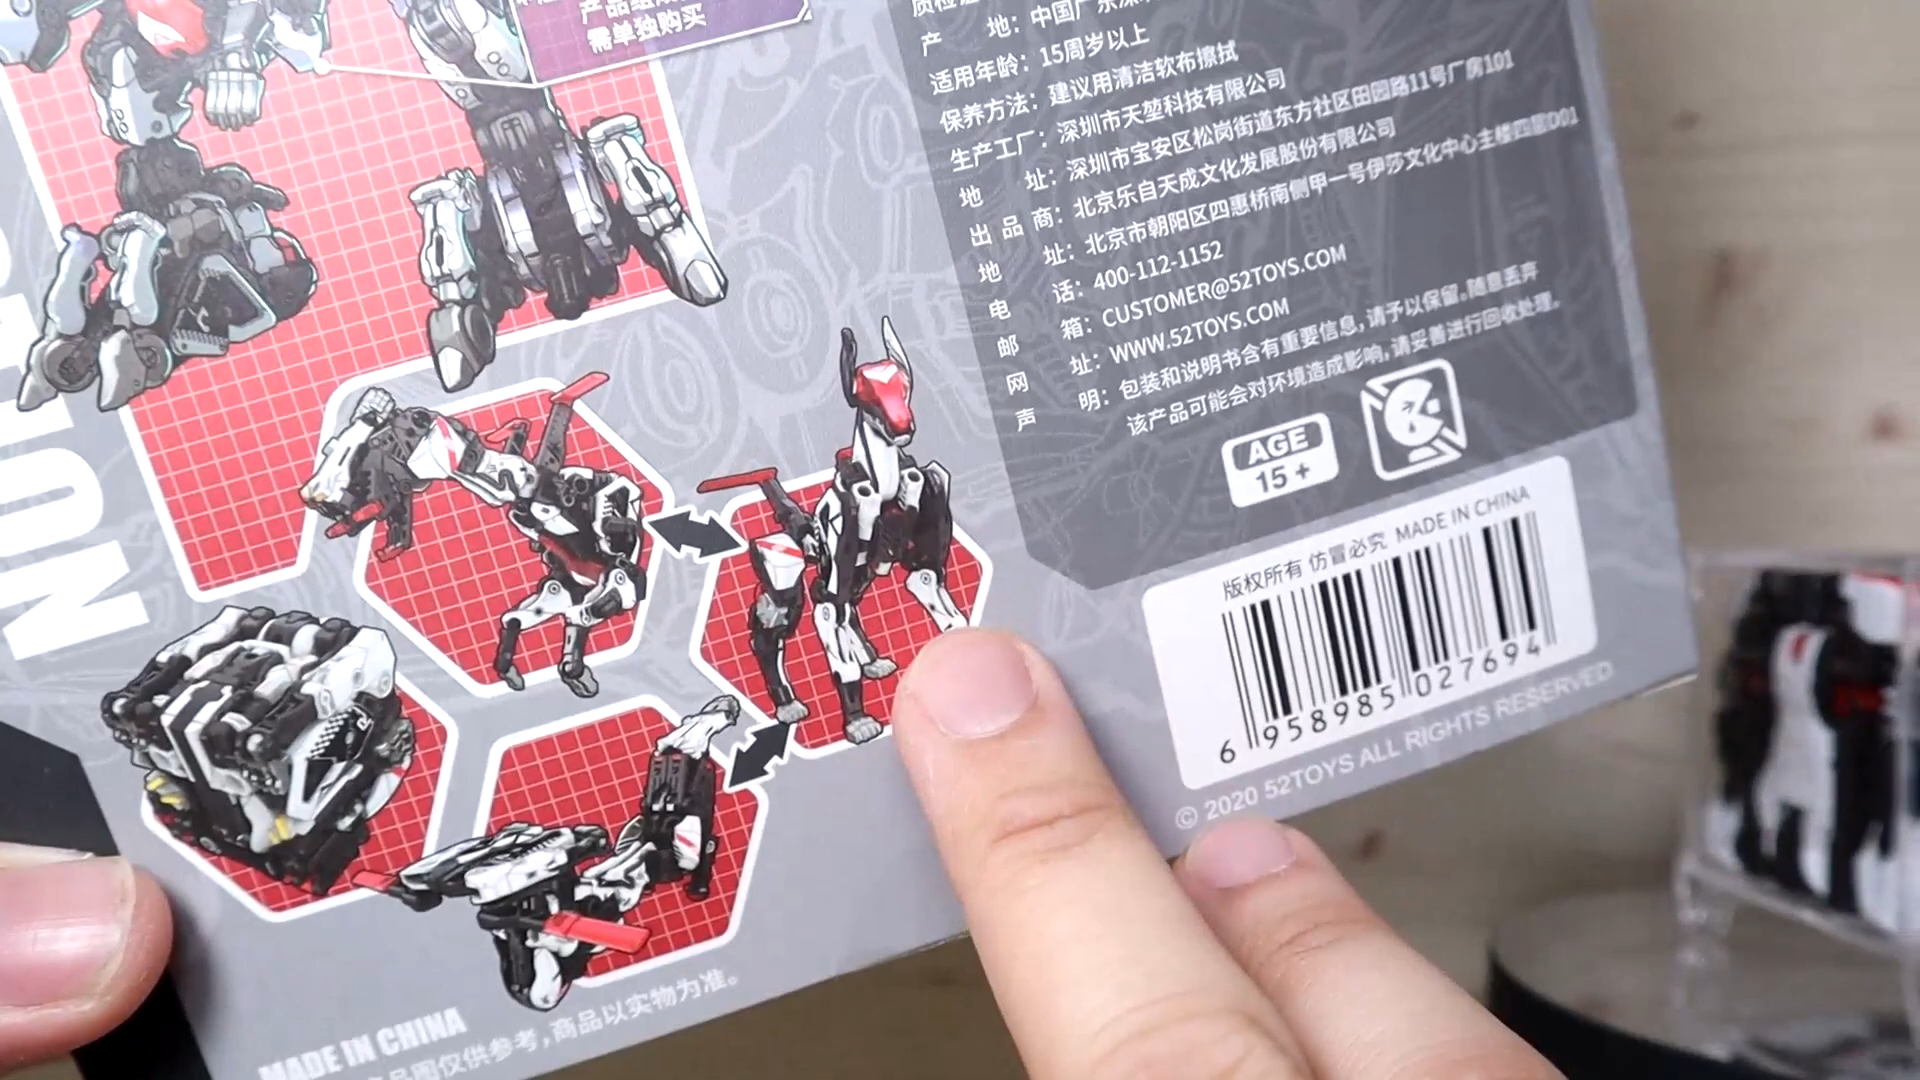 产品组
需单独购买
产 地：中国广东深
适用年龄：15周岁以上
保养方法：建议用清洁软布擦拭
生产工厂：深圳市天堃科技有限公司
地 址：深圳市宝安区松岗街道东方社区田园路11号厂房101
出 品 商：北京乐自天成文化发展股份有限公司
地 址：北京市朝阳区四惠桥南侧甲一号伊莎文化中心主楼四层D01
电 话：400-112-1152
邮 箱：CUSTOMER@52TOYS.COM
网 址：WWW.52TOYS.COM
声 明：包装和说明书含有重要信息，请予以保留。随意丢弃
该产品可能会对环境造成影响，请妥善进行回收处理。
AGE
15 +
版权所有 仿冒必究 MADE IN CHINA
6 958985 027694
© 2020 52TOYS ALL RIGHTS RESERVED
MADE IN CHINA
品图仅供参考，商品以实物为准。